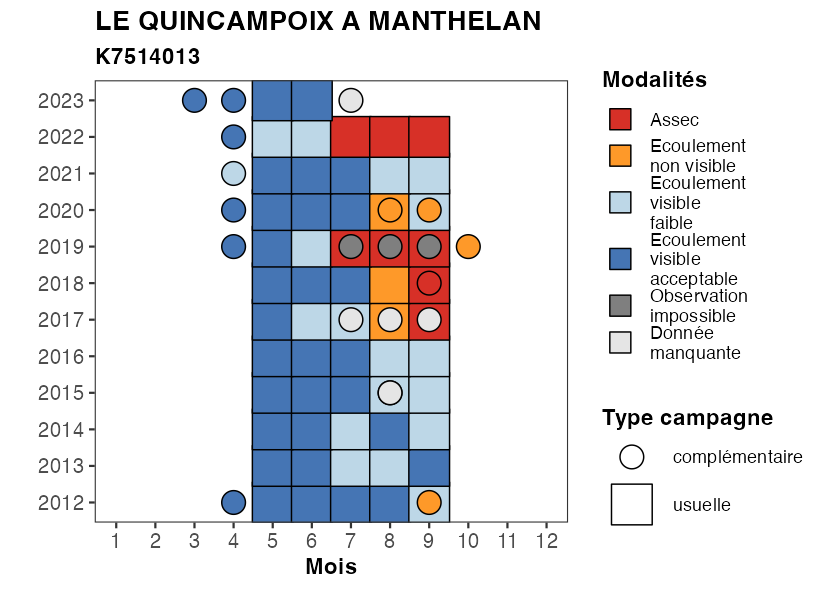 LE QUINCAMPOIX A MANTHELAN
K7514013
2023
2022
2021
2020
2019
2018
2017
2016
2015
2014
2013
2012
1 2 3 4 5 6 7 8 9 10 11 12
Mois
Modalités
Assec
Ecoulement
non visible
Ecoulement
visible
faible
Ecoulement
visible
acceptable
Observation
impossible
Donnée
manquante
Type campagne
complémentaire
usuelle